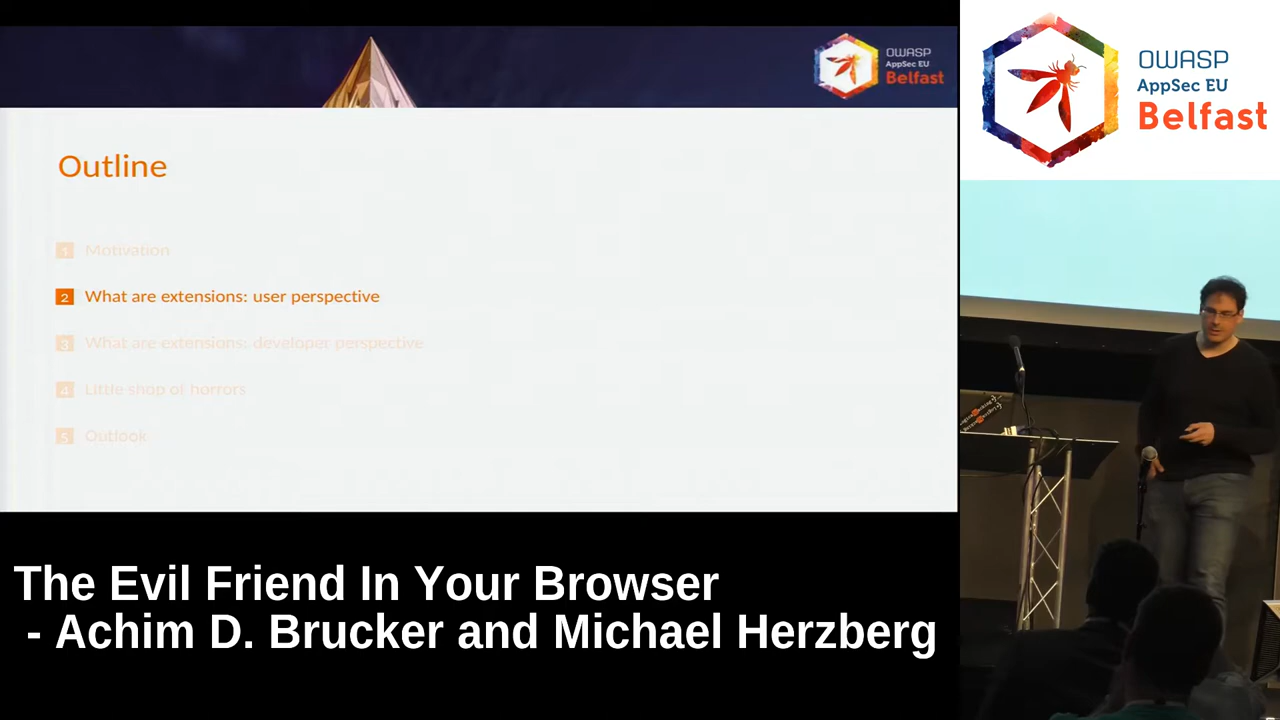 OWASP
AppSec EU
Belfast
OWASP
AppSec EU
Belfast
Outline
1 Motivation
2 What are extensions: user perspective
3 What are extensions: developer perspective
4 Little shop of horrors
5 Outlook
The Evil Friend In Your Browser
- Achim D. Brucker and Michael Herzberg